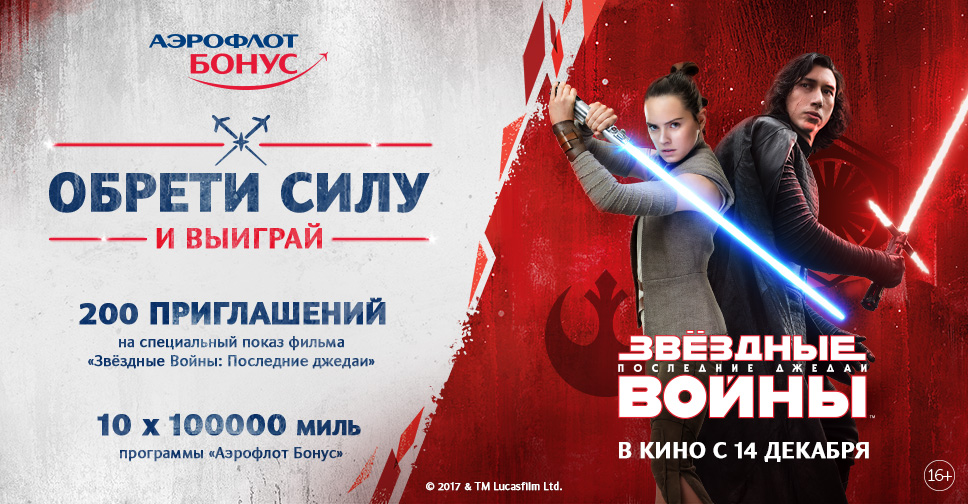 АЭРОФЛОТ
БОНУС
ОБРЕТИ СИЛУ
И ВЫИГРАЙ
200 ПРИГЛАШЕНИЙ
на специальный показ фильма
«Звёздные Войны: Последние джедаи»
10 х 100000 МИЛЬ
программы «Аэрофлот Бонус»
ЗВЁЗДНЫЕ
ПОСЛЕДНИЕ ДЖЕДАИ
ВОЙНЫ
™
В КИНО С 14 ДЕКАБРЯ
© 2017 & TM Lucasfilm Ltd.
16+